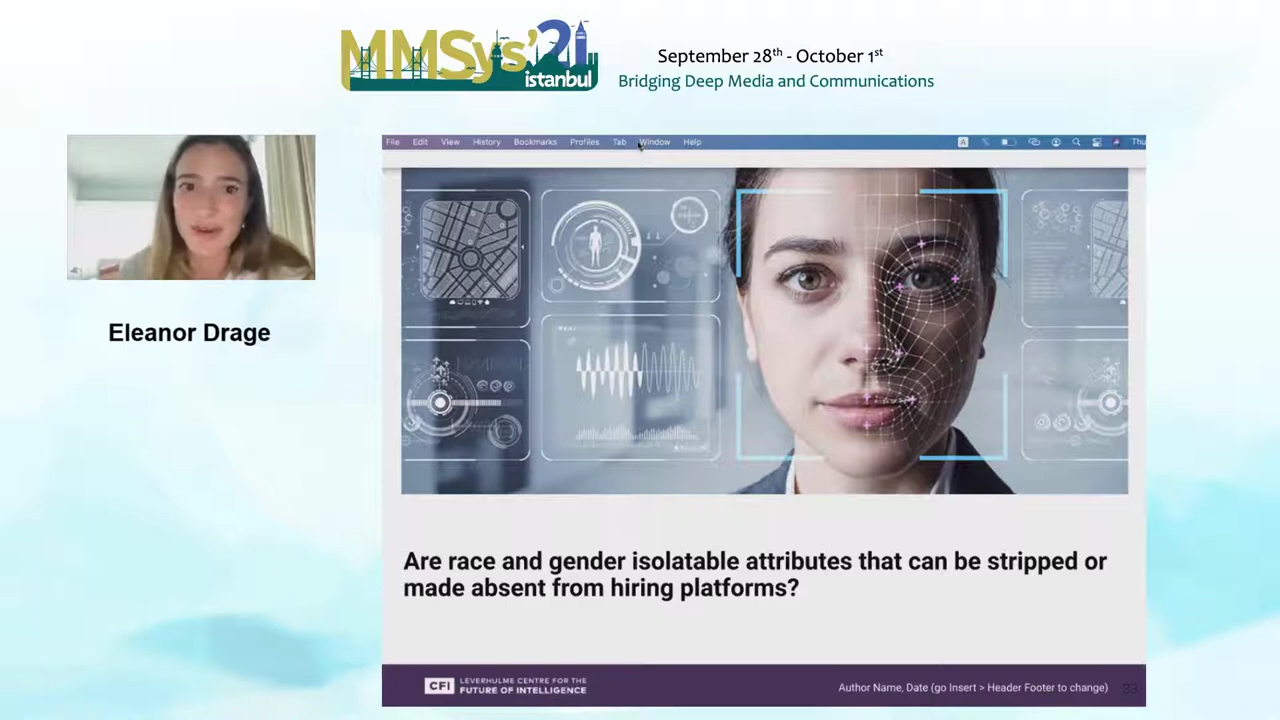 MMSys'21
istanbul
September 28th - October 1st
Bridging Deep Media and Communications
File Edit View History Bookmarks Profiles Tab Window Help
A
Thu
Eleanor Drage
Are race and gender isolatable attributes that can be stripped or
made absent from hiring platforms?
CFI LEVERHULME CENTRE FOR THE
FUTURE OF INTELLIGENCE
Author Name, Date (go Insert > Header Footer to change) 33